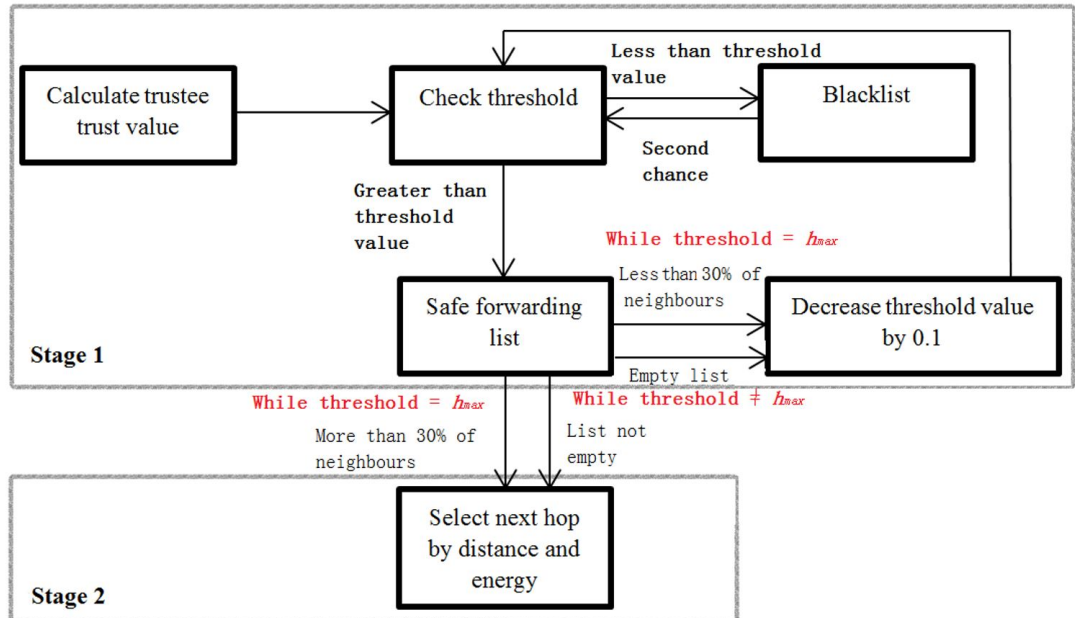 Less than threshold
value
Calculate trustee
trust value
Check threshold
Blacklist
Second
chance
Greater than
threshold
value
While threshold = hmax
Less than 30% of
neighbours
Safe forwarding
list
Decrease threshold value
by 0.1
Stage 1
Empty list
While threshold = hmax
While threshold ≠ hmax
More than 30% of
neighbours
List not
empty
Select next hop
by distance and
energy
Stage 2